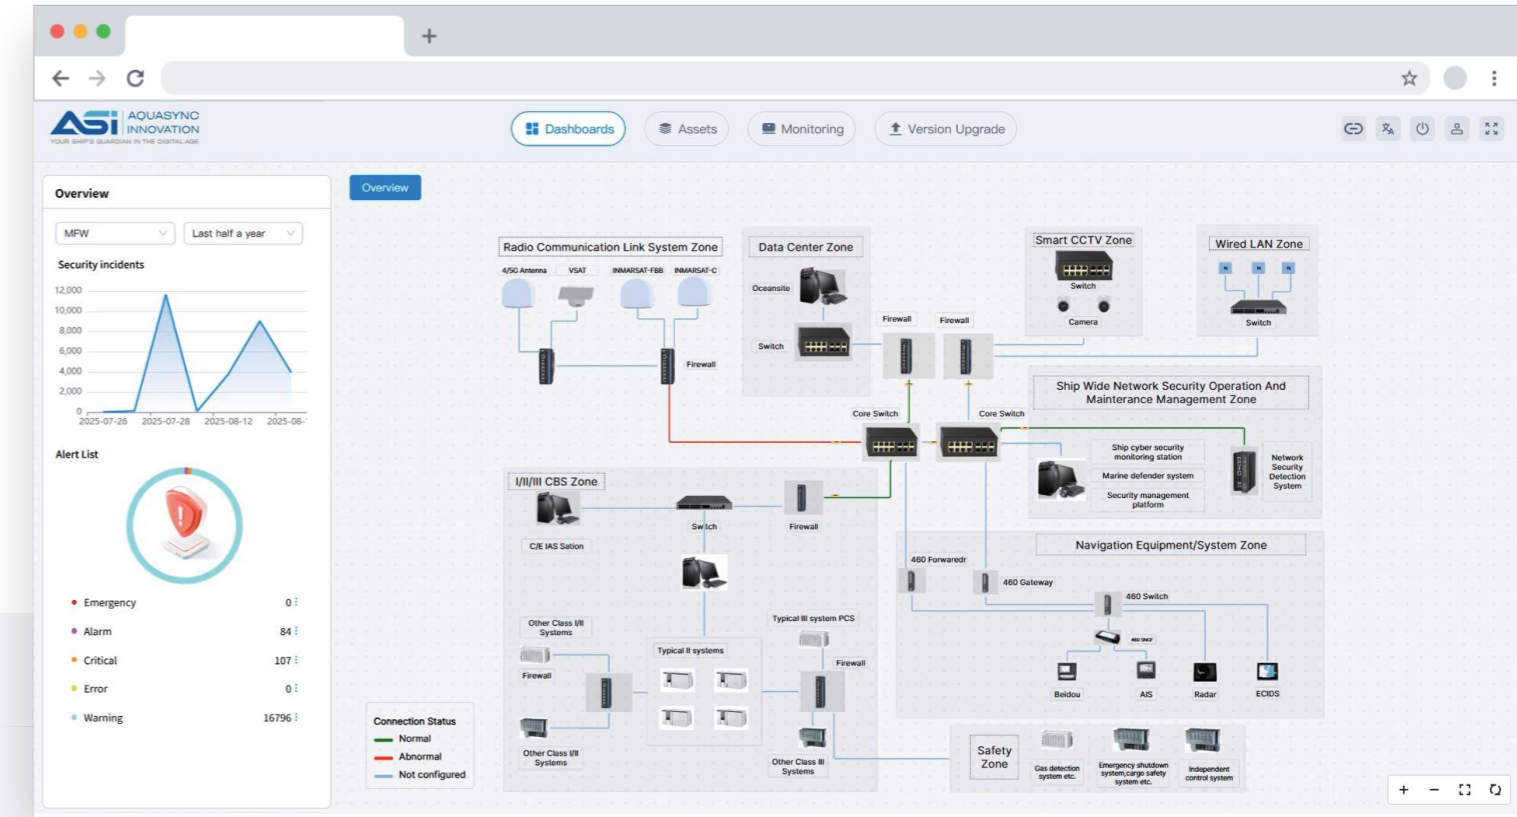 ASi
AQUASYNC
INNOVATION
YOUR SHIP'S GUARDIAN IN THE DIGITAL AGE
Dashboards
Assets
Monitoring
Version Upgrade
Overview
MFW
Last half a year
Security incidents
12,000
10,000
8,000
6,000
4,000
2,000
0
2025-07-26
2025-07-28
2025-08-12
2025-08-
Alert List
Emergency 0
Alarm 84
Critical 107
Error 0
Warning 16796
Overview
Radio Communication Link System Zone
4/5G Antenna
VSAT
INMARSAT-FBB
INMARSAT-C
Firewall
Data Center Zone
Oceansite
Switch
Firewall
Firewall
Smart CCTV Zone
Switch
Camera
Wired LAN Zone
N
N
N
Switch
Core Switch
Core Switch
Ship Wide Network Security Operation And
Mainterance Management Zone
Ship cyber security
monitoring station
Marine defender system
Security management
platform
Network
Security
Detection
System
I/II/III CBS Zone
C/E IAS Sation
Switch
Firewall
Other Class I/II
Systems
Firewall
Other Class I/II
Systems
Typical II systems
Typical III system PCS
Firewall
Other Class III
Systems
Navigation Equipment/System Zone
460 Forwaredr
460 Gateway
460 Switch
Beidou
AIS
Radar
ECIDS
Safety
Zone
Gas detection
system etc.
Emergency shutdown
system,cargo safety
system etc.
Independent
control system
Connection Status
Normal
Abnormal
Not configured